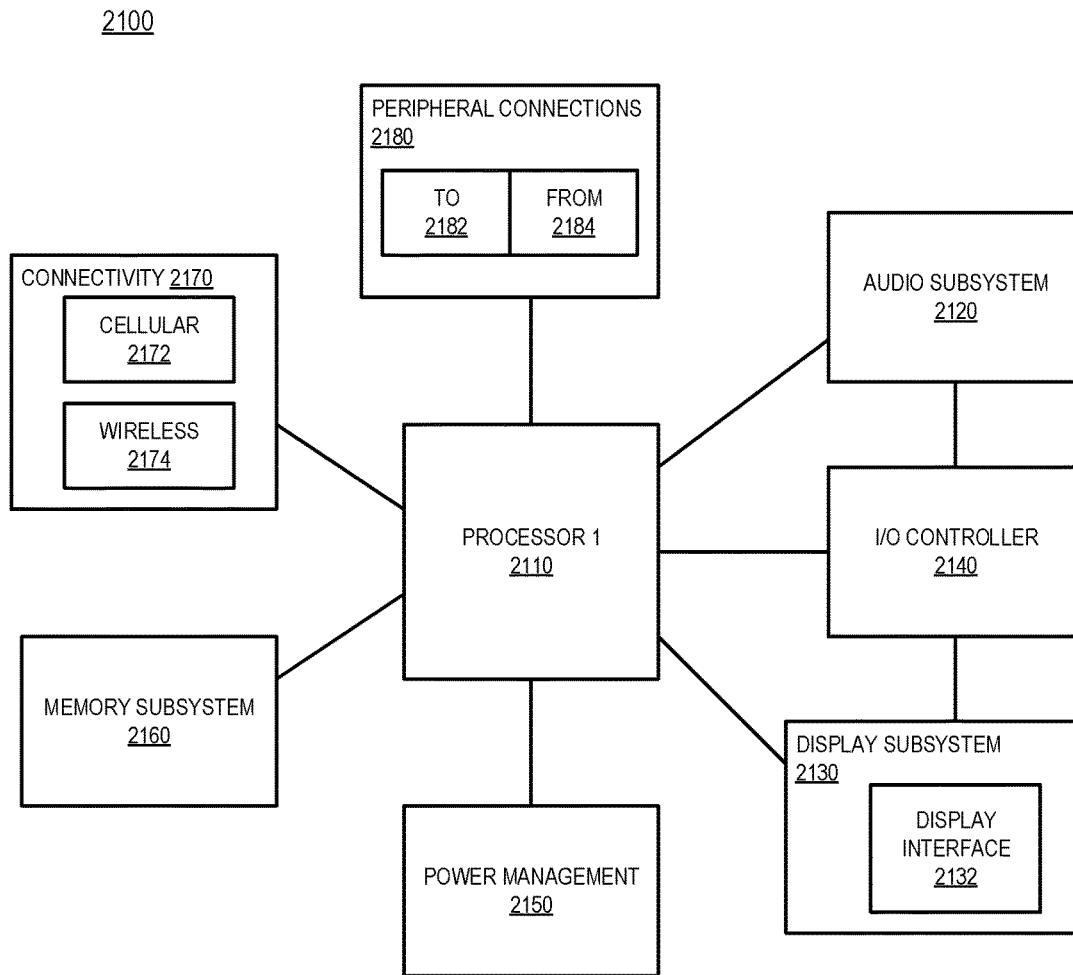 2100
PERIPHERAL CONNECTIONS
2180
TO
2182
FROM
2184
CONNECTIVITY 2170
CELLULAR
2172
WIRELESS
2174
AUDIO SUBSYSTEM
2120
PROCESSOR 1
2110
I/O CONTROLLER
2140
MEMORY SUBSYSTEM
2160
DISPLAY SUBSYSTEM
2130
DISPLAY
INTERFACE
2132
POWER MANAGEMENT
2150